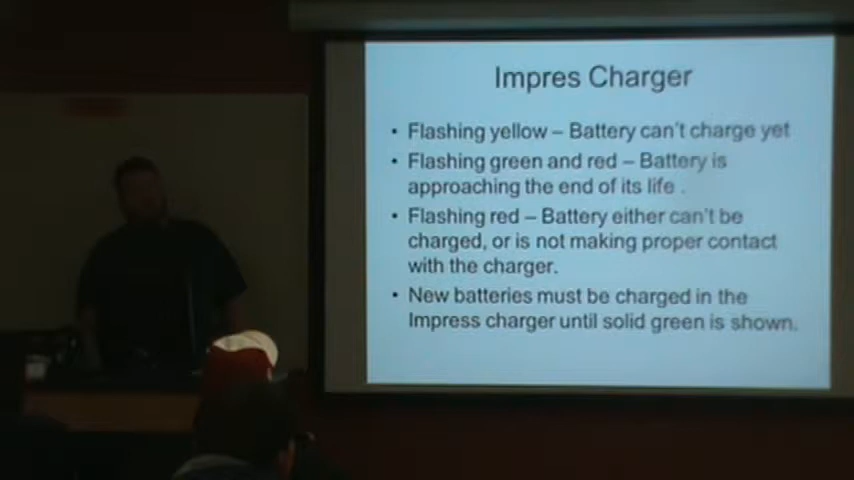 Impres Charger
• Flashing yellow – Battery can't charge yet
• Flashing green and red – Battery is
approaching the end of its life .
• Flashing red – Battery either can't be
charged, or is not making proper contact
with the charger.
• New batteries must be charged in the
Impress charger until solid green is shown.